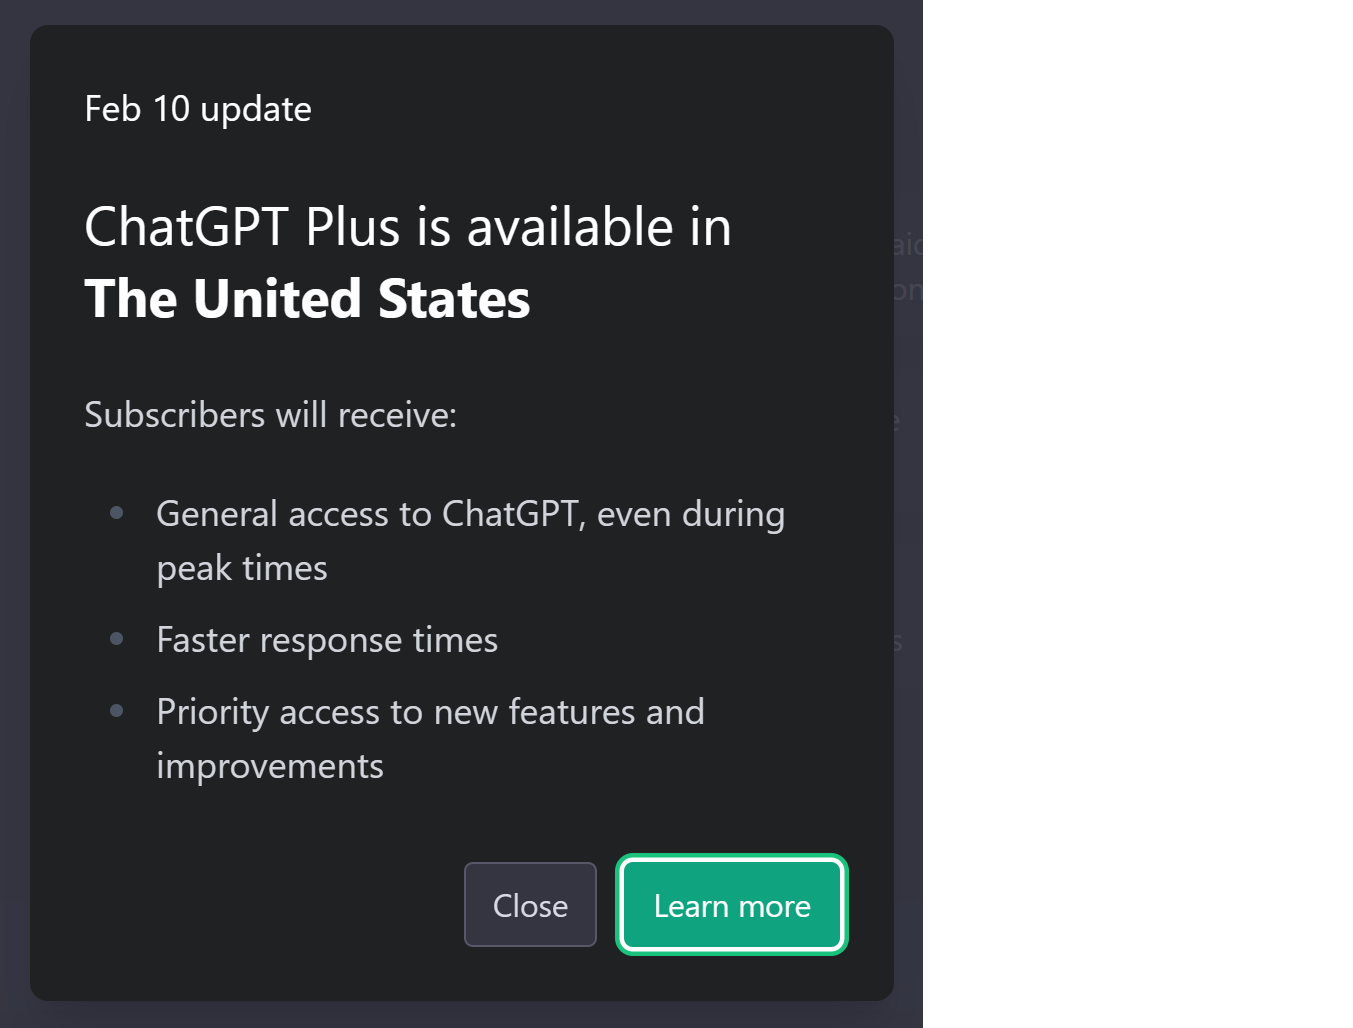 Feb 10 update
ChatGPT Plus is available in
The United States
Subscribers will receive:
General access to ChatGPT, even during
peak times
Faster response times
Priority access to new features and
improvements
Close
Learn more